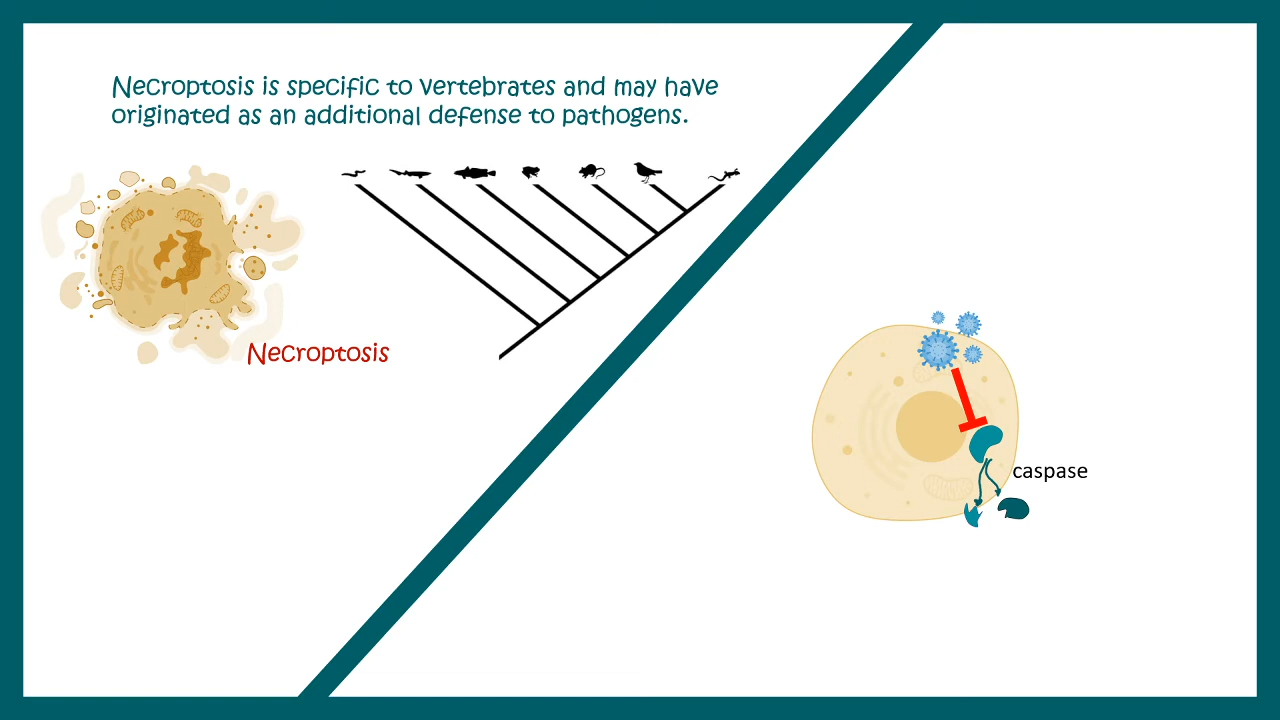 Necroptosis is specific to vertebrates and may have
originated as an additional defense to pathogens.
Necroptosis
caspase